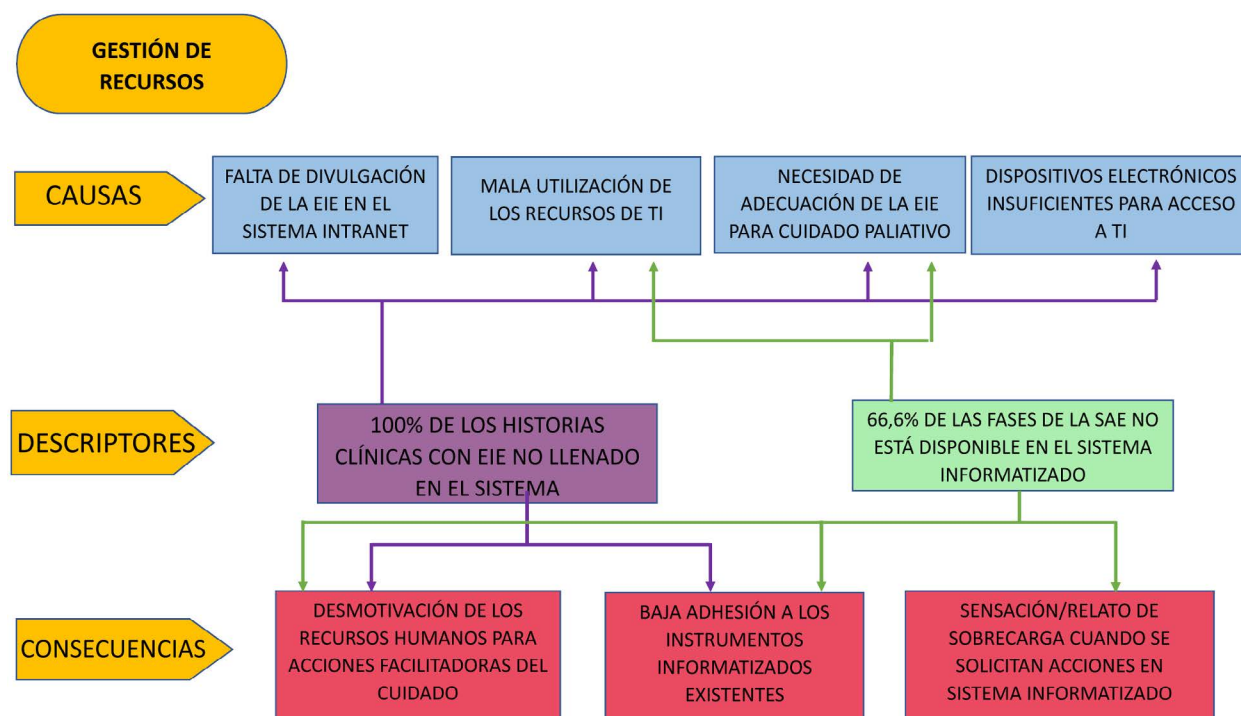 GESTIÓN DE
RECURSOS
CAUSAS
FALTA DE DIVULGACIÓN
DE LA EIE EN EL
SISTEMA INTRANET
MALA UTILIZACIÓN DE
LOS RECURSOS DE TI
NECESIDAD DE
ADECUACIÓN DE LA EIE
PARA CUIDADO PALIATIVO
DISPOSITIVOS ELECTRÓNICOS
INSUFICIENTES PARA ACCESO
A TI
DESCRIPTORES
100% DE LOS HISTORIAS
CLÍNICAS CON EIE NO LLENADO
EN EL SISTEMA
66,6% DE LAS FASES DE LA SAE NO
ESTÁ DISPONIBLE EN EL SISTEMA
INFORMATIZADO
CONSECUENCIAS
DESMOTIVACIÓN DE LOS
RECURSOS HUMANOS PARA
ACCIONES FACILITADORAS DEL
CUIDADO
BAJA ADHESIÓN A LOS
INSTRUMENTOS
INFORMATIZADOS
EXISTENTES
SENSACIÓN/RELATO DE
SOBRECARGA CUANDO SE
SOLICITAN ACCIONES EN
SISTEMA INFORMATIZADO